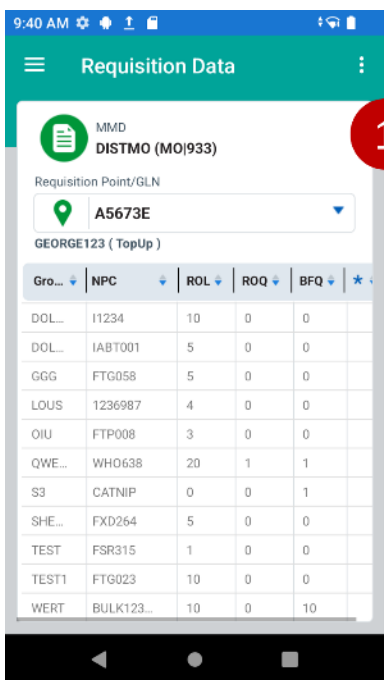 9:40 AM
Requisition Data
MMD
DISTMO (MO|933)
1
Requisition Point/GLN
A5673E
GEORGE123 ( TopUp )
Gro... NPC ROL ROQ BFQ *
DOL... I1234 10 0 0
DOL... IABT001 5 0 0
GGG FTG058 5 0 0
LOUS 1236987 4 0 0
OIU FTP008 3 0 0
QWE... WHO638 20 1 1
S3 CATNIP 0 0 1
SHE... FXD264 5 0 0
TEST FSR315 1 0 0
TEST1 FTG023 10 0 0
WERT BULK123... 10 0 10